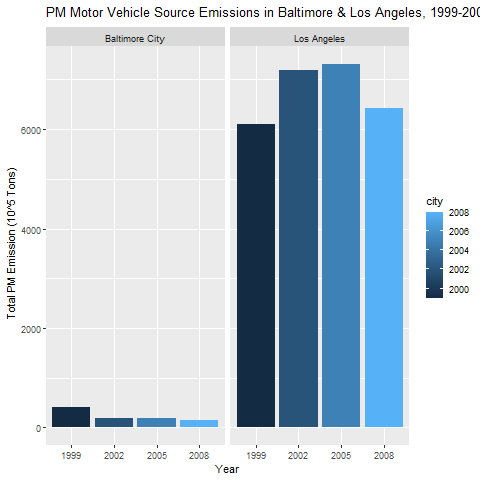 PM Motor Vehicle Source Emissions in Baltimore & Los Angeles, 1999-200
Baltimore City
Los Angeles
Total PM Emission (10^5 Tons)
6000
4000
2000
0
1999 2002 2005 2008
1999 2002 2005 2008
Year
city
2008
2006
2004
2002
2000